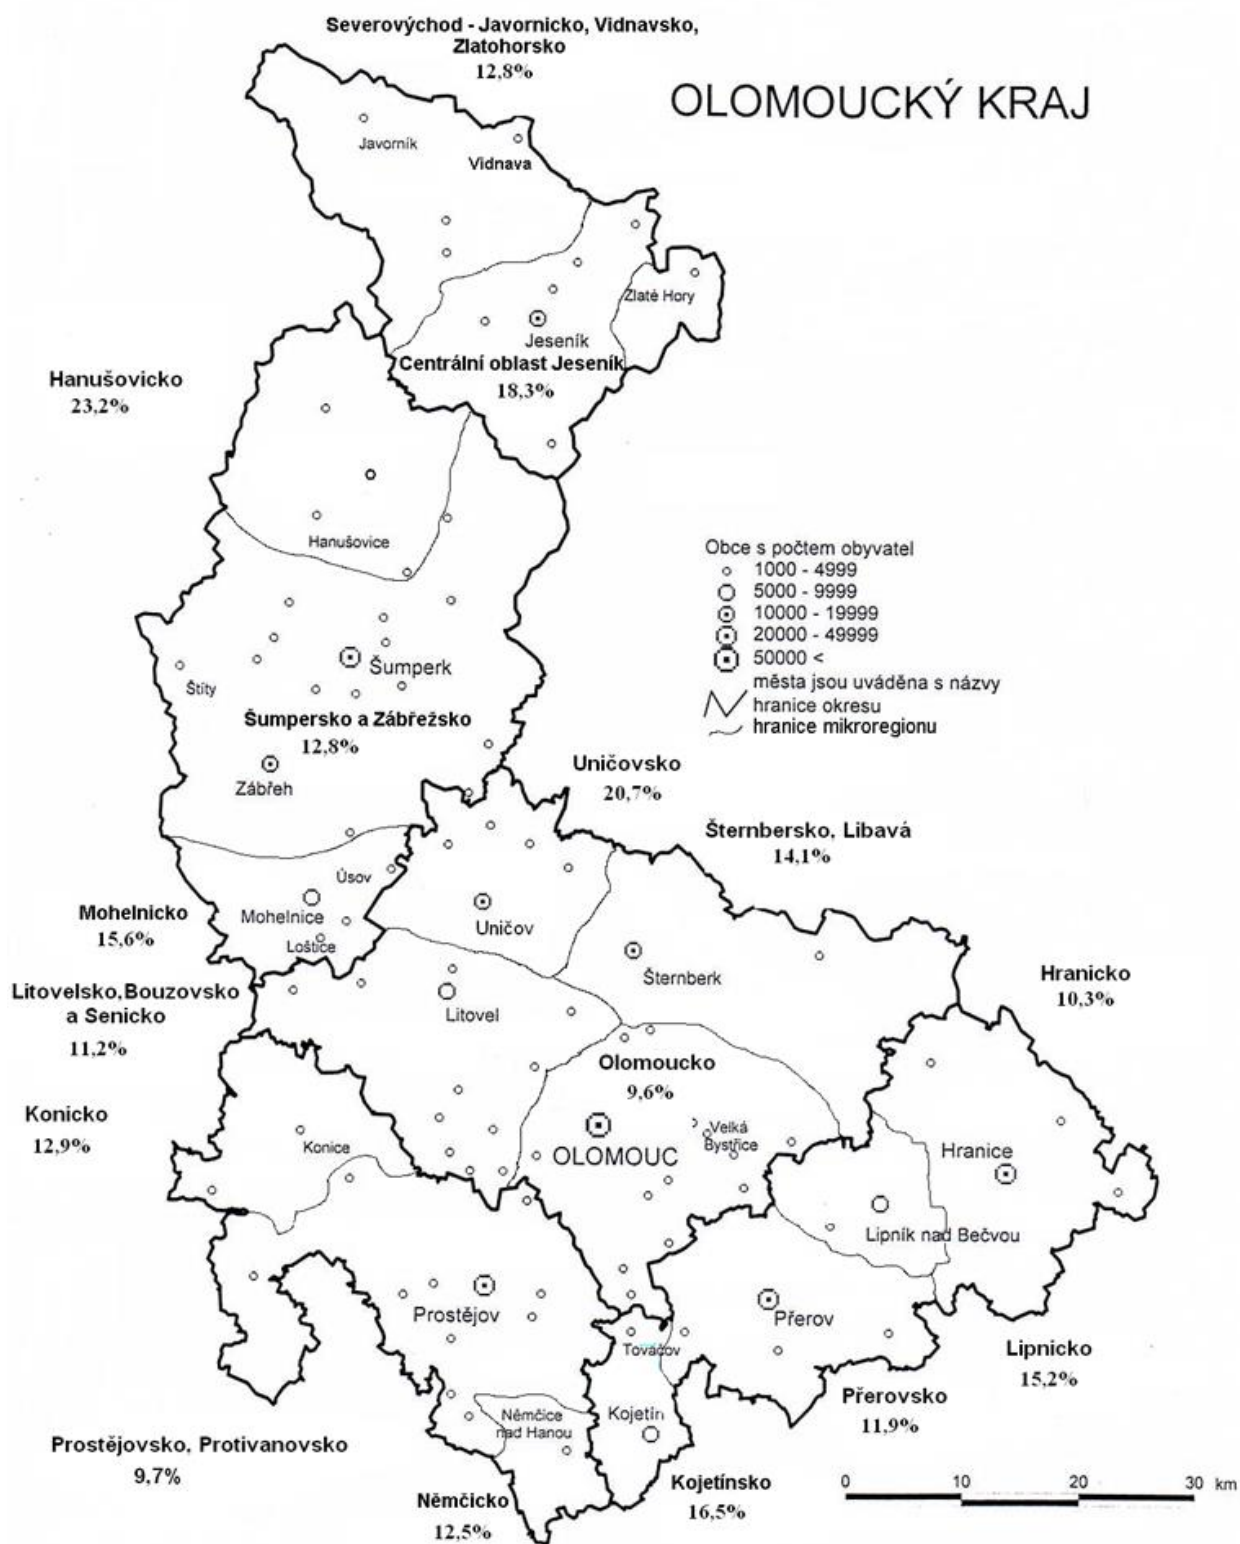 Severovýchod - Javornicko, Vidnavsko,
Zlatohorsko
12,8%
OLOMOUCKÝ KRAJ
Javorník
Vidnava
Zlaté Hory
Jeseník
Centrální oblast Jeseník
18,3%
Hanušovicko
23,2%
Hanušovice
Obce s počtem obyvatel
1000 - 4999
5000 - 9999
10000 - 19999
20000 - 49999
50000 <
města jsou uváděna s názvy
hranice okresu
hranice mikroregionu
Šumperk
Štíty
Šumpersko a Zábřežsko
12,8%
Zábřeh
Uničovsko
20,7%
Šternbersko, Libavá
14,1%
Úsov
Mohelnice
Loštice
Mohelnicko
15,6%
Uničov
Šternberk
Litovelsko,Bouzovsko
a Senicko
11,2%
Litovel
Hranicko
10,3%
Olomoucko
9,6%
Konicko
12,9%
Konice
OLOMOUC
Velká
Bystřice
Hranice
Lipník nad Bečvou
Prostějov
Přerov
Tovačov
Lipnicko
15,2%
Přerovsko
11,9%
Němčice
nad Hanou
Kojetín
Prostějovsko, Protivanovsko
9,7%
Němčicko
12,5%
Kojetínsko
16,5%
0 10 20 30 km